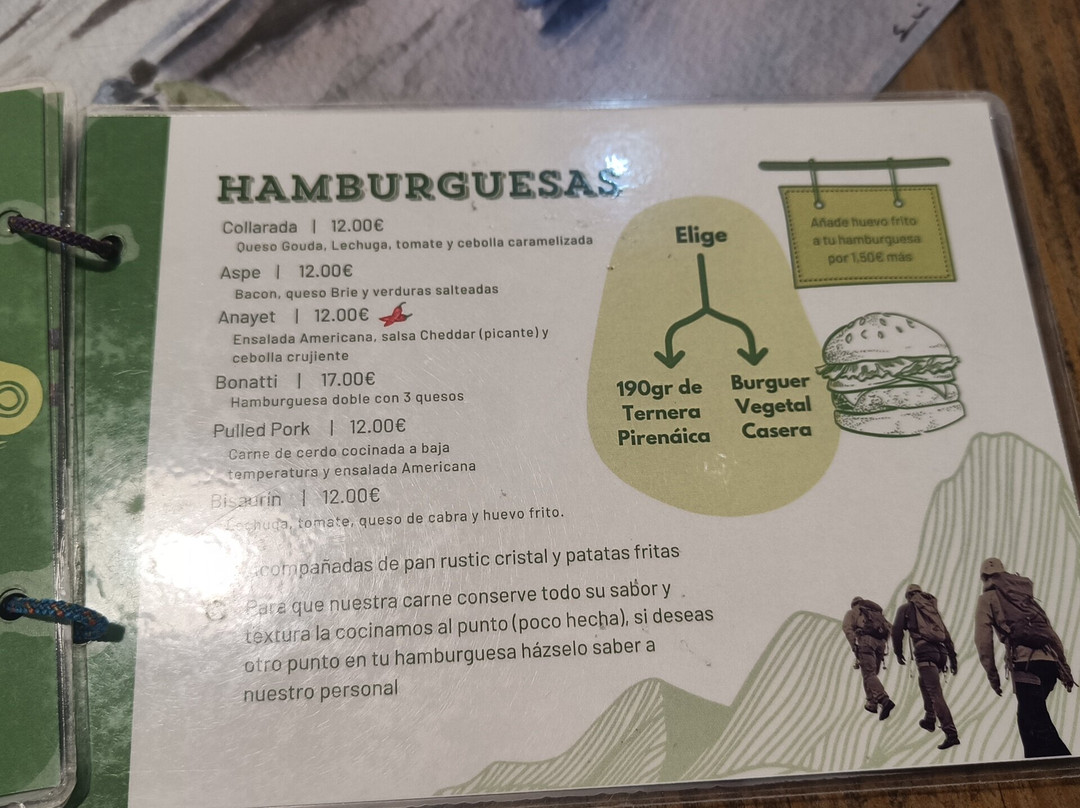 HAMBURGUESAS
Collarada | 12.00€
Queso Gouda, Lechuga, tomate y cebolla caramelizada
Aspe | 12.00€
Bacon, queso Brie y verduras salteadas
Anayet | 12.00€
Ensalada Americana, salsa Cheddar (picante) y
cebolla crujiente
Bonatti | 17.00€
Hamburguesa doble con 3 quesos
Pulled Pork | 12.00€
Carne de cerdo cocinada a baja
temperatura y ensalada Americana
Bisaurin | 12.00€
Lechuga, tomate, queso de cabra y huevo frito.
Acompañadas de pan rustic cristal y patatas fritas
Para que nuestra carne conserve todo su sabor y
textura la cocinamos al punto (poco hecha), si deseas
otro punto en tu hamburguesa házselo saber a
nuestro personal
Elige
190gr de
Ternera
Pirenáica
Burguer
Vegetal
Casera
Añade huevo frito
a tu hamburguesa
por 1,50€ más